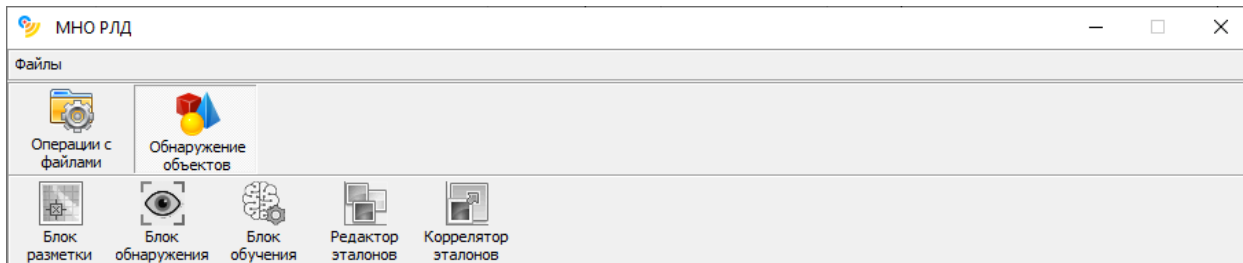 МНО РЛД
Файлы
Операции с
файлами
Обнаружение
объектов
Блок
разметки
Блок
обнаружения
Блок
обучения
Редактор
эталонов
Коррелятор
эталонов